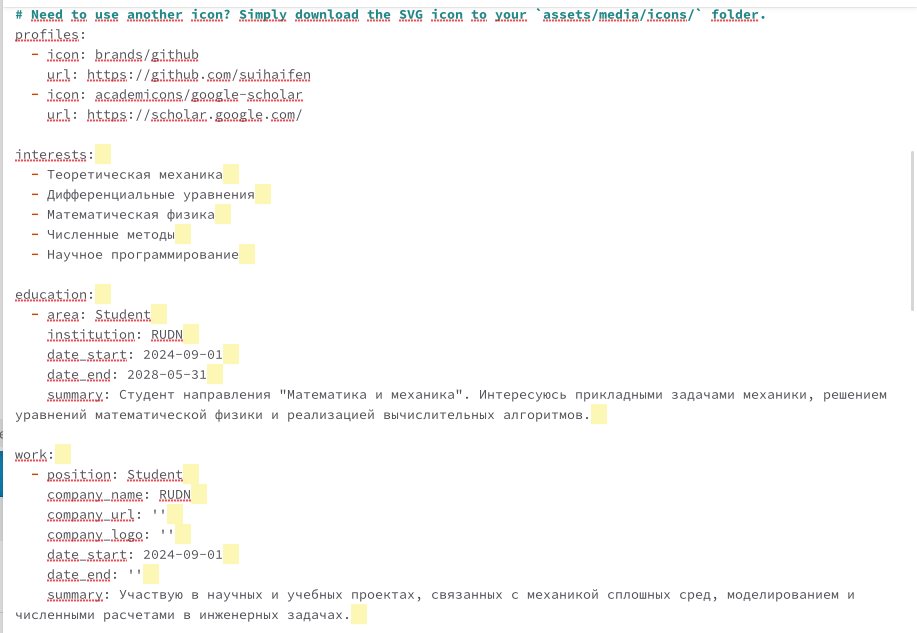 # Need to use another icon? Simply download the SVG icon to your `assets/media/icons/` folder.
profiles:
  - icon: brands/github
    url: https://github.com/suihaifen
  - icon: academicons/google-scholar
    url: https://scholar.google.com/

interests:
  - Теоретическая механика
  - Дифференциальные уравнения
  - Математическая физика
  - Численные методы
  - Научное программирование

education:
  - area: Student
    institution: RUDN
    date_start: 2024-09-01
    date_end: 2028-05-31
    summary: Студент направления "Математика и механика". Интересуюсь прикладными задачами механики, решением
уравнений математической физики и реализацией вычислительных алгоритмов.

work:
  - position: Student
    company_name: RUDN
    company_url: ''
    company_logo: ''
    date_start: 2024-09-01
    date_end: ''
    summary: Участвую в научных и учебных проектах, связанных с механикой сплошных сред, моделированием и
численными расчетами в инженерных задачах.